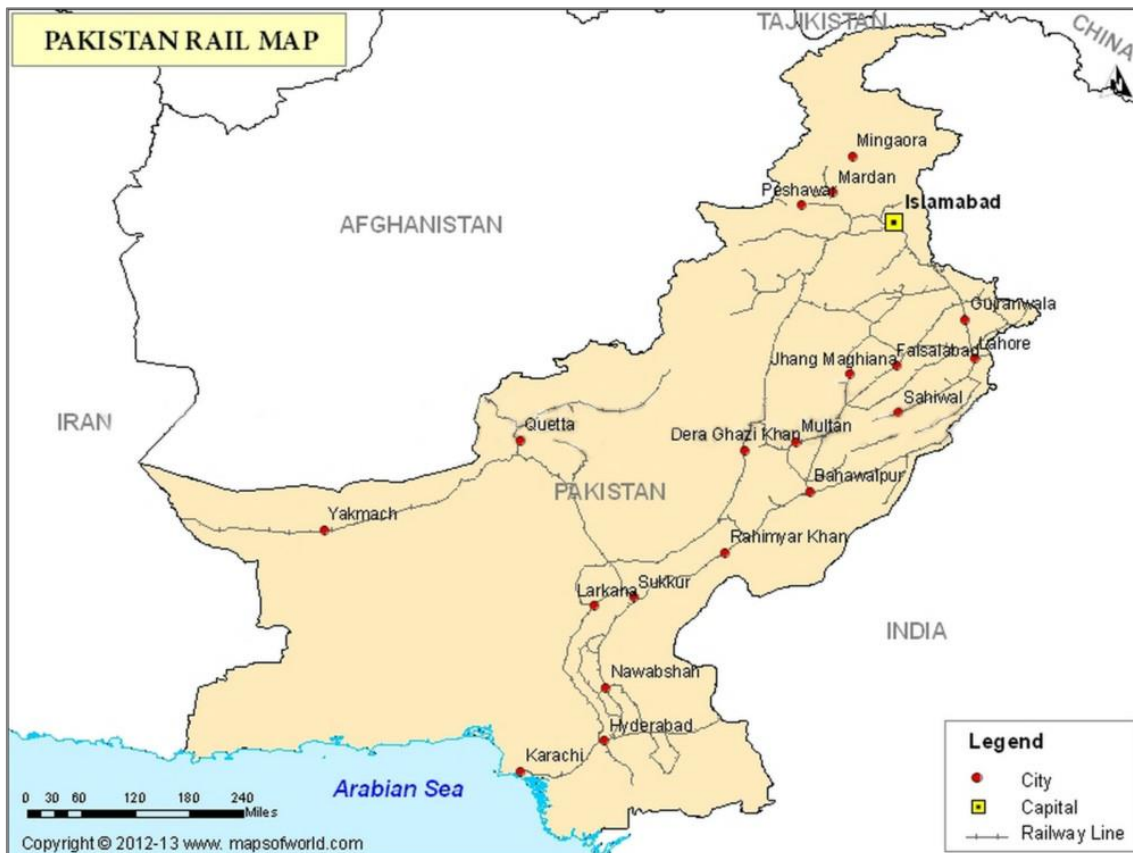 PAKISTAN RAIL MAP
TAJIKISTAN
CHINA
N
Mingaora
Mardan
Peshawar
Islamabad
AFGHANISTAN
Gujranwala
Lahore
Faisalabad
Jhang Maghiana
Sahiwal
IRAN
Quetta
Dera Ghazi Khan
Multan
Bahawalpur
PAKISTAN
Yakmach
Rahimyar Khan
Sukkur
Larkana
INDIA
Nawabshah
Hyderabad
Karachi
Arabian Sea
Legend
City
Capital
Railway Line
0 30 60 120 180 240
Miles
Copyright © 2012-13 www. mapsofworld.com